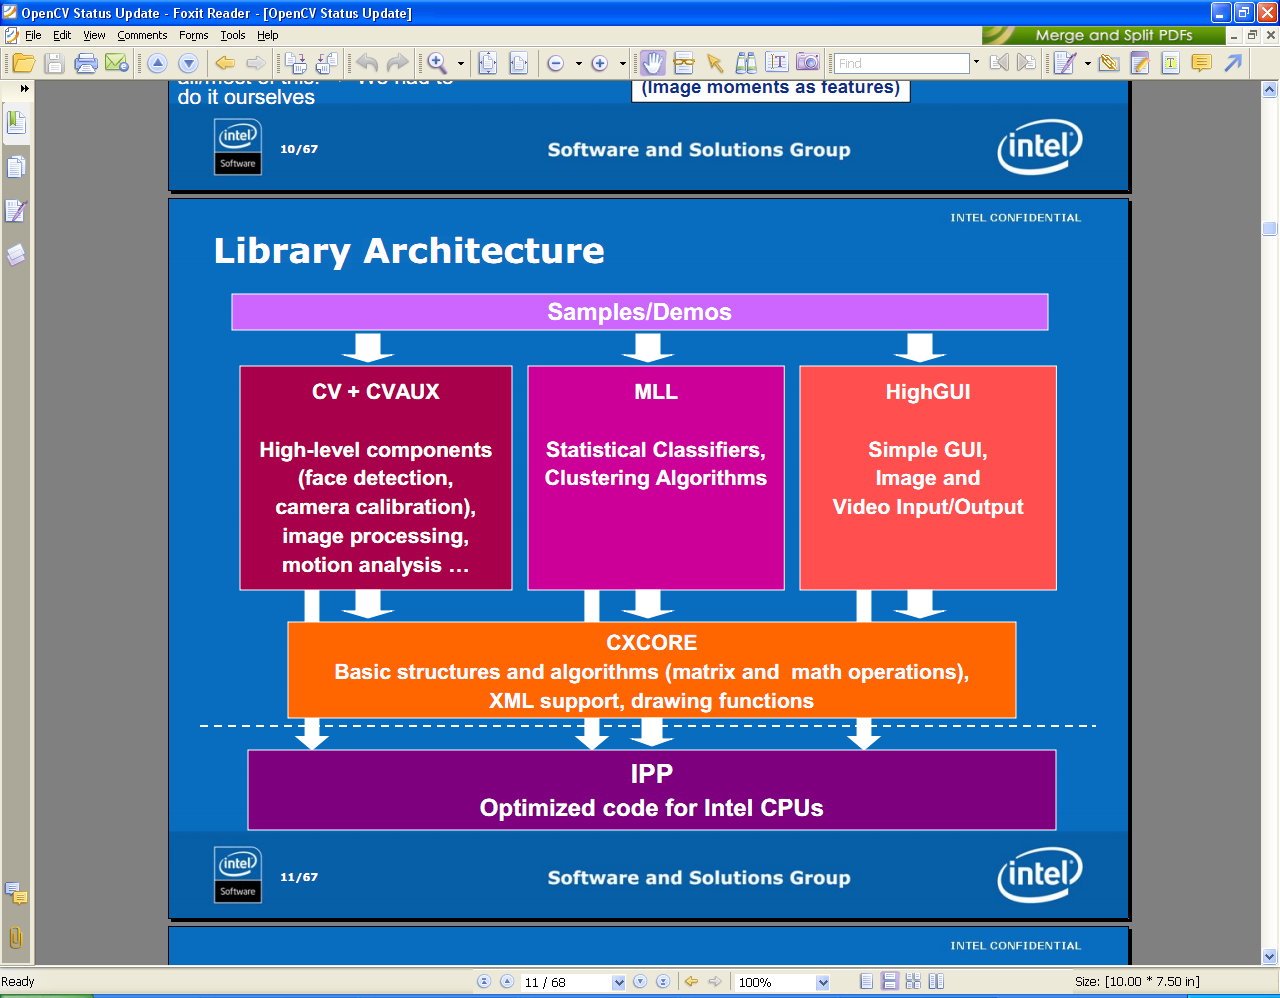 OpenCV Status Update - Foxit Reader - [OpenCV Status Update]
File Edit View Comments Forms Tools Help
Merge and Split PDFs
Find
do it ourselves
(Image moments as features)
intel
Software
10/67
Software and Solutions Group
intel
INTEL CONFIDENTIAL
Library Architecture
Samples/Demos
CV + CVAUX
High-level components
(face detection,
camera calibration),
image processing,
motion analysis ...
MLL
Statistical Classifiers,
Clustering Algorithms
HighGUI
Simple GUI,
Image and
Video Input/Output
CXCORE
Basic structures and algorithms (matrix and math operations),
XML support, drawing functions
IPP
Optimized code for Intel CPUs
intel
Software
11/67
Software and Solutions Group
intel
INTEL CONFIDENTIAL
Ready
11 / 68
100%
Size: [10.00 * 7.50 in]